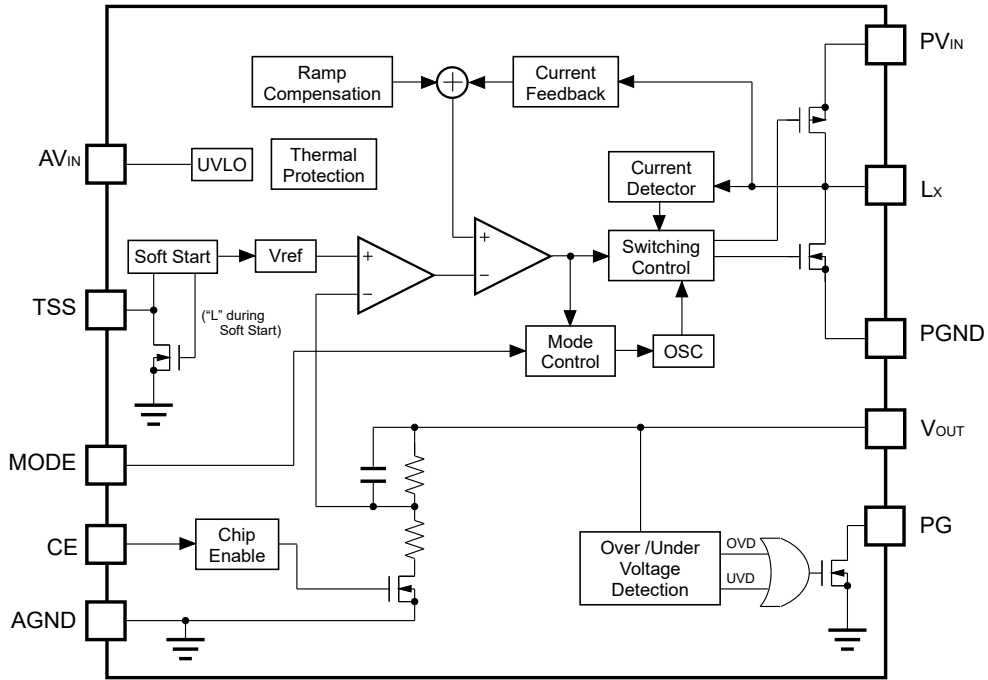 PVIN
Ramp
Compensation
+
Current
Feedback
AVIN
UVLO
Thermal
Protection
Current
Detector
LX
Soft Start
Vref
+
−
+
−
Switching
Control
TSS
("L" during
Soft Start)
Mode
Control
OSC
PGND
MODE
VOUT
CE
Chip
Enable
Over /Under
Voltage
Detection
OVD
UVD
PG
AGND